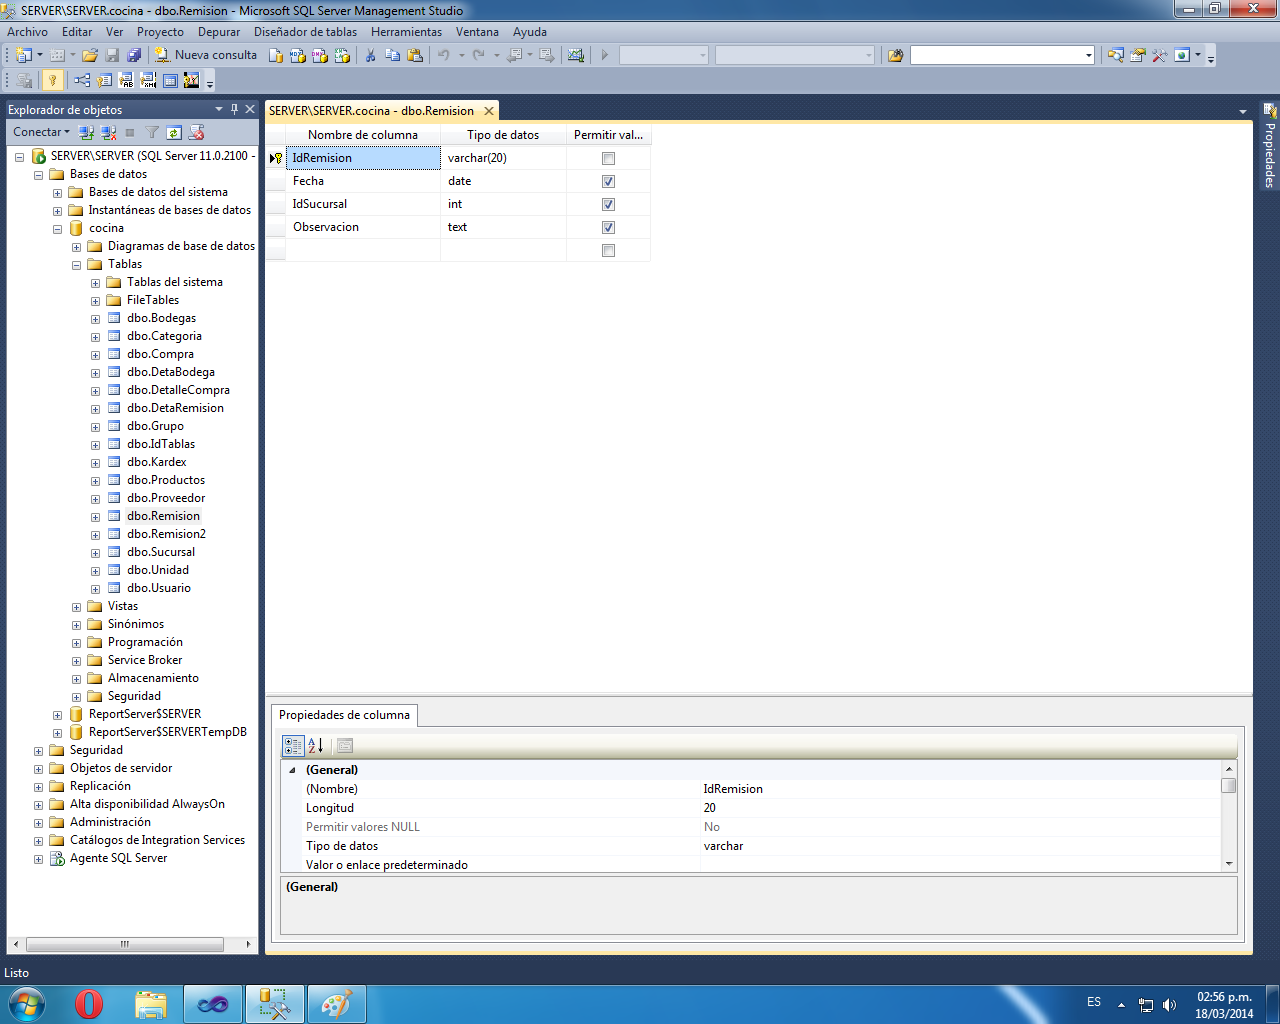 SERVER\SERVER.cocina - dbo.Remision - Microsoft SQL Server Management Studio
Archivo Editar Ver Proyecto Depurar Diseñador de tablas Herramientas Ventana Ayuda
Nueva consulta
Explorador de objetos
Conectar
SERVER\SERVER (SQL Server 11.0.2100 -
Bases de datos
Bases de datos del sistema
Instantáneas de bases de datos
cocina
Diagramas de base de datos
Tablas
Tablas del sistema
FileTables
dbo.Bodegas
dbo.Categoria
dbo.Compra
dbo.DetaBodega
dbo.DetalleCompra
dbo.DetaRemision
dbo.Grupo
dbo.IdTablas
dbo.Kardex
dbo.Productos
dbo.Proveedor
dbo.Remision
dbo.Remision2
dbo.Sucursal
dbo.Unidad
dbo.Usuario
Vistas
Sinónimos
Programación
Service Broker
Almacenamiento
Seguridad
ReportServer$SERVER
ReportServer$SERVERTempDB
Seguridad
Objetos de servidor
Replicación
Alta disponibilidad AlwaysOn
Administración
Catálogos de Integration Services
Agente SQL Server
SERVER\SERVER.cocina - dbo.Remision
Nombre de columna Tipo de datos Permitir val...
IdRemision varchar(20)
Fecha date
IdSucursal int
Observacion text
Propiedades de columna
(General)
(Nombre) IdRemision
Longitud 20
Permitir valores NULL No
Tipo de datos varchar
Valor o enlace predeterminado
(General)
Propiedades
Listo
ES
02:56 p.m.
18/03/2014